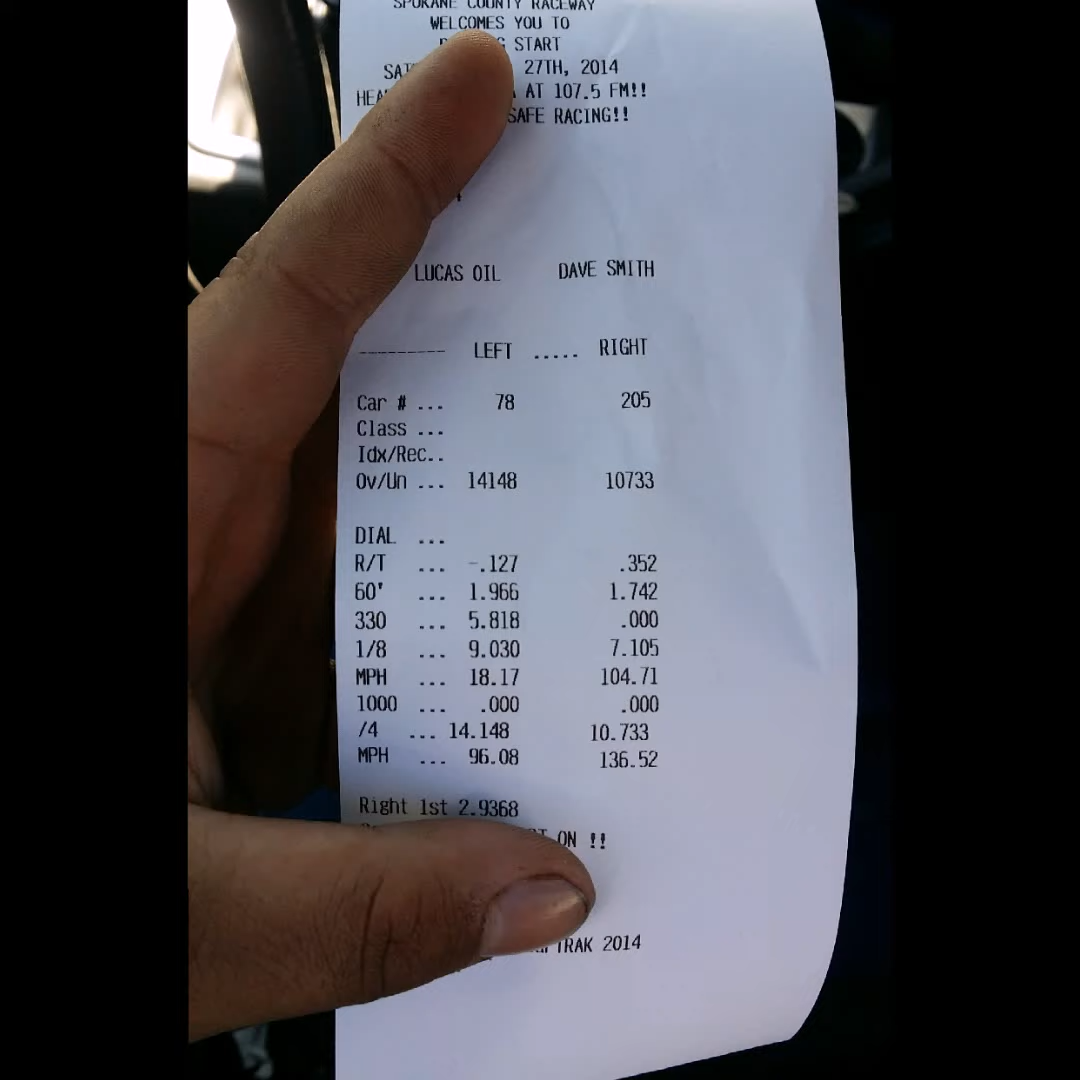 SPOKANE COUNTY RACEWAY
WELCOMES YOU TO
START
27TH, 2014
AT 107.5 FM!!
SAFE RACING!!
LUCAS OIL DAVE SMITH
--------- LEFT ..... RIGHT
Car # ... 78 205
Class ...
Idx/Rec..
Ov/Un ... 14148 10733
DIAL ...
R/T ... -.127 .352
60' ... 1.966 1.742
330 ... 5.818 .000
1/8 ... 9.030 7.105
MPH ... 18.17 104.71
1000 ... .000 .000
/4 ... 14.148 10.733
MPH ... 96.08 136.52
Right 1st 2.9368
ON !!
TRAK 2014